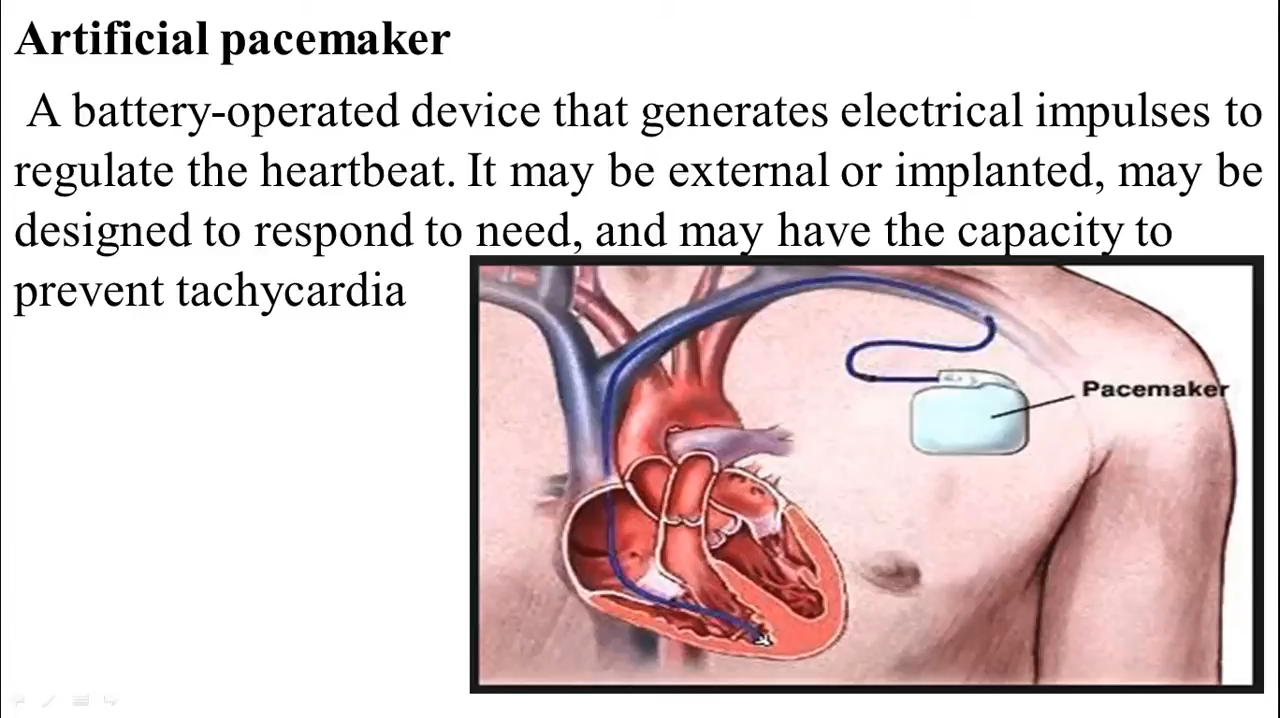 Artificial pacemaker
A battery-operated device that generates electrical impulses to
regulate the heartbeat. It may be external or implanted, may be
designed to respond to need, and may have the capacity to
prevent tachycardia
Pacemaker